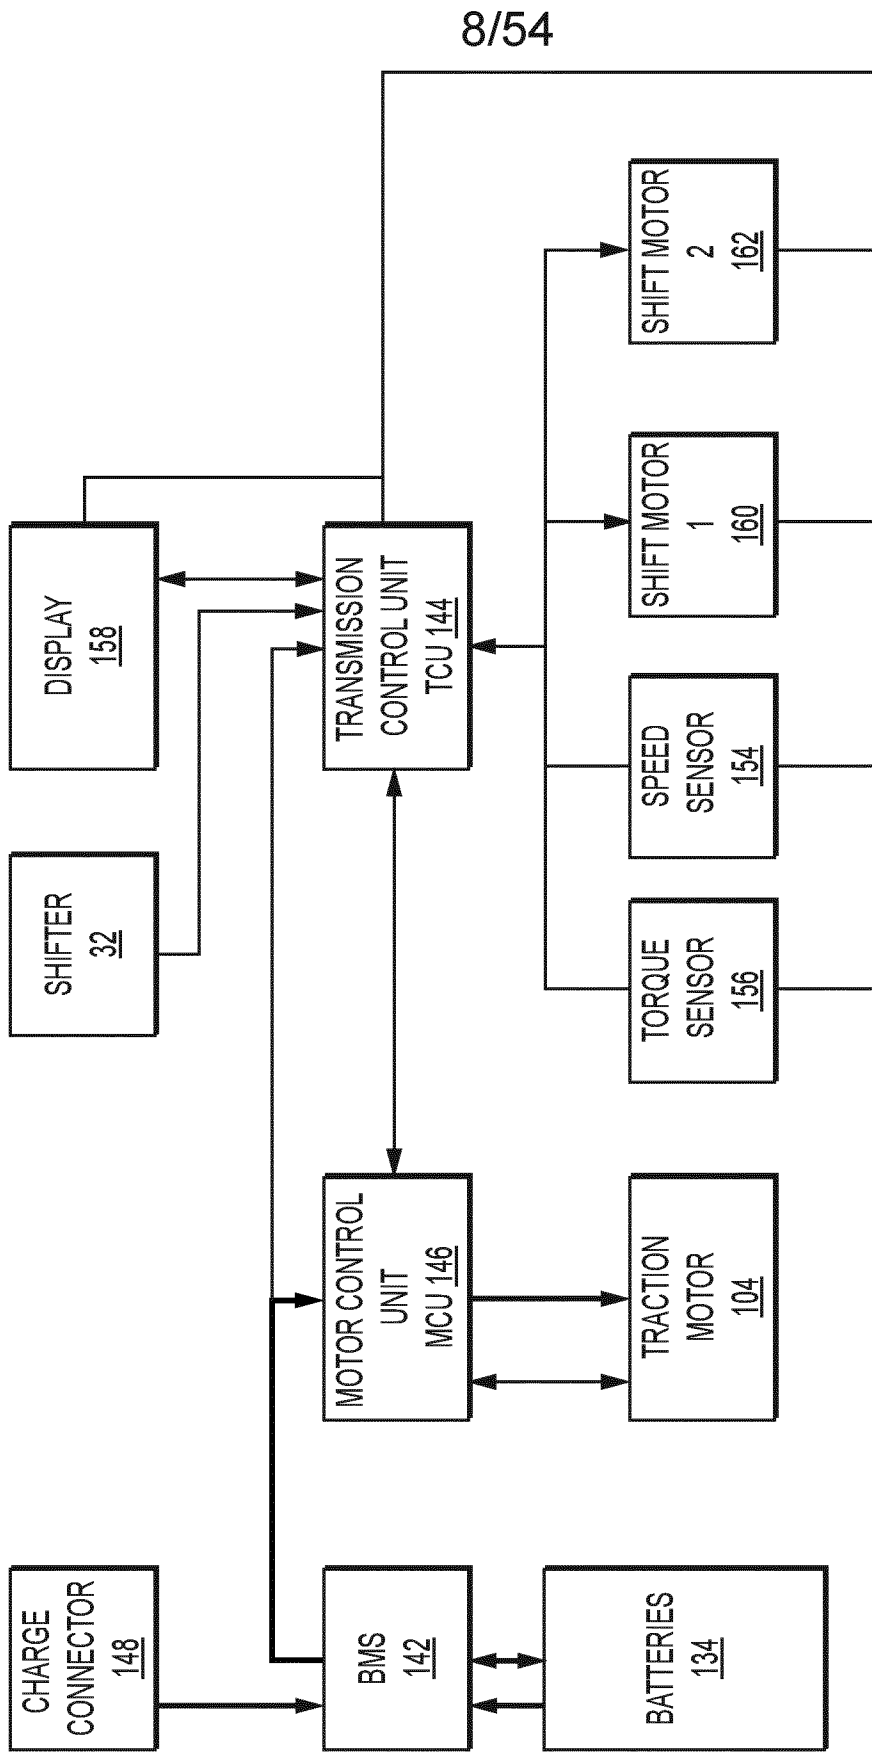 8/54
CHARGE
CONNECTOR
148
SHIFTER
32
DISPLAY
158
BMS
142
MOTOR CONTROL
UNIT
MCU 146
TRANSMISSION
CONTROL UNIT
TCU 144
BATTERIES
134
TRACTION
MOTOR
104
TORQUE
SENSOR
156
SPEED
SENSOR
154
SHIFT MOTOR
1
160
SHIFT MOTOR
2
162